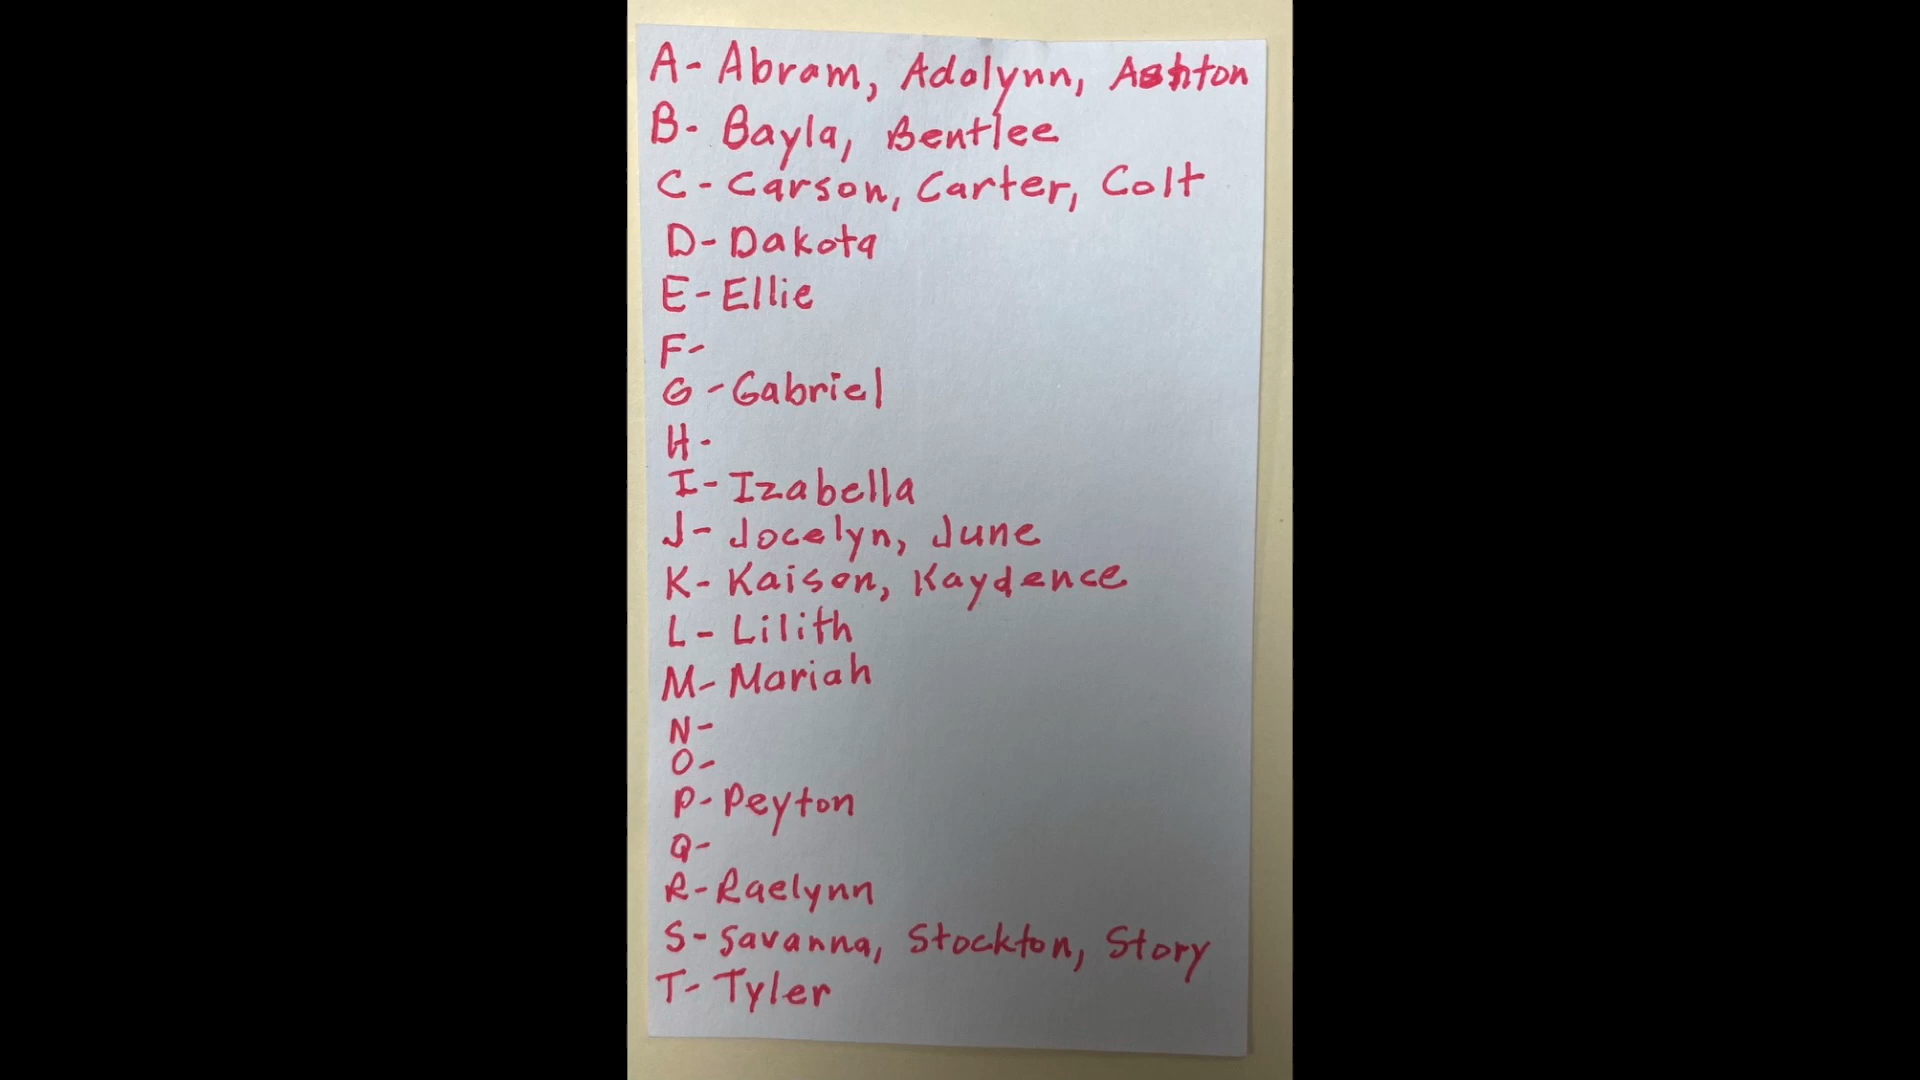 A- Abram, Adalynn, Ashton
B- Bayla, Bentlee
C- Carson, Carter, Colt
D- Dakota
E- Ellie
F-
G- Gabriel
H-
I- Izabella
J- Jocelyn, June
K- Kaison, Kaydence
L- Lilith
M- Mariah
N-
O-
P- Peyton
Q-
R- Raelynn
S- Savanna, Stockton, Story
T- Tyler